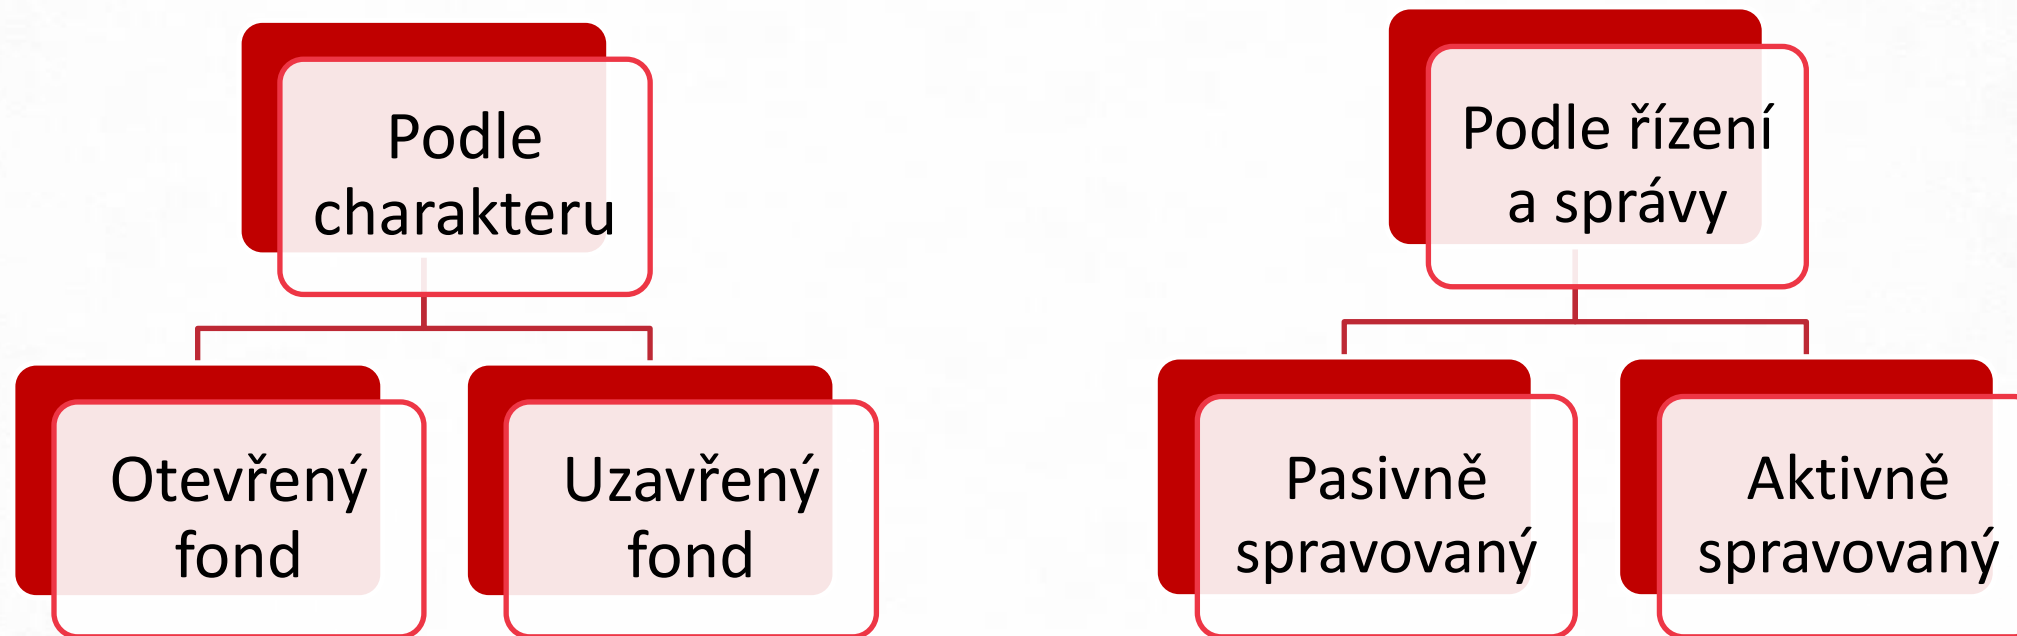 Podle
charakteru
Otevřený
fond
Uzavřený
fond
Podle řízení
a správy
Pasivně
spravovaný
Aktivně
spravovaný